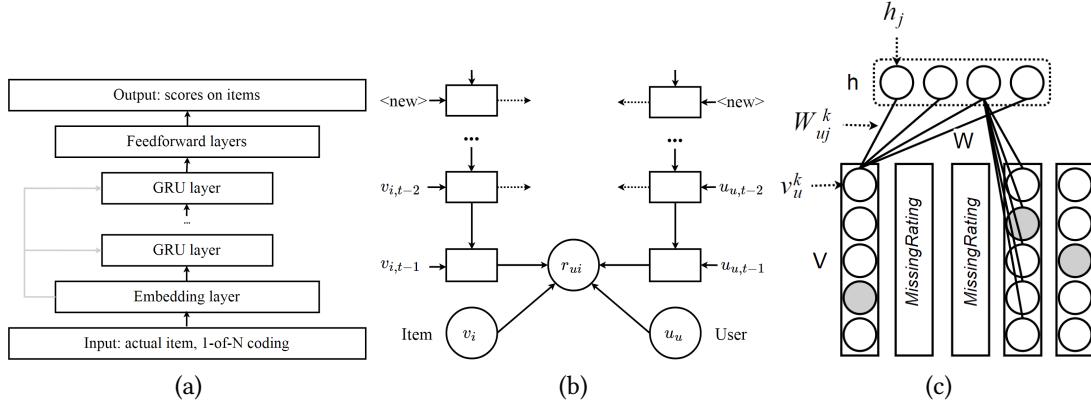 Output: scores on items
Feedforward layers
GRU layer
...
GRU layer
Embedding layer
Input: actual item, 1-of-N coding
(a)
<new>
<new>
...
...
v_{i,t−2}
u_{u,t−2}
v_{i,t−1}
r_{ui}
u_{u,t−1}
Item
v_i
u_u
User
(b)
h_j
h
W_{uj}^k
W
v_u^k
V
MissingRating
MissingRating
(c)